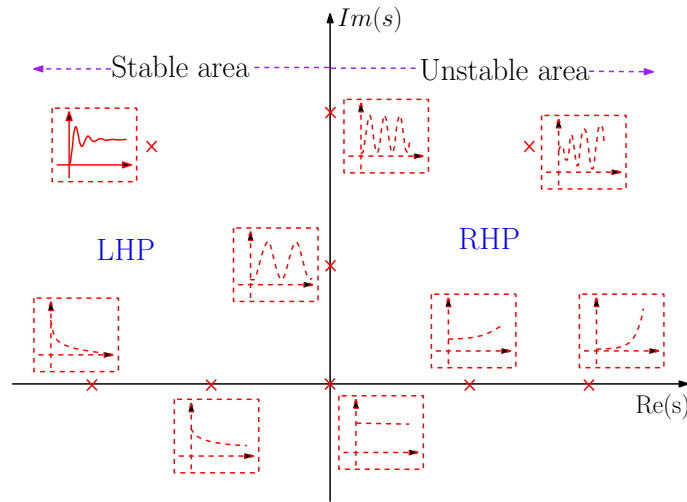 Im(s)
Stable area
Unstable area
LHP
RHP
Re(s)